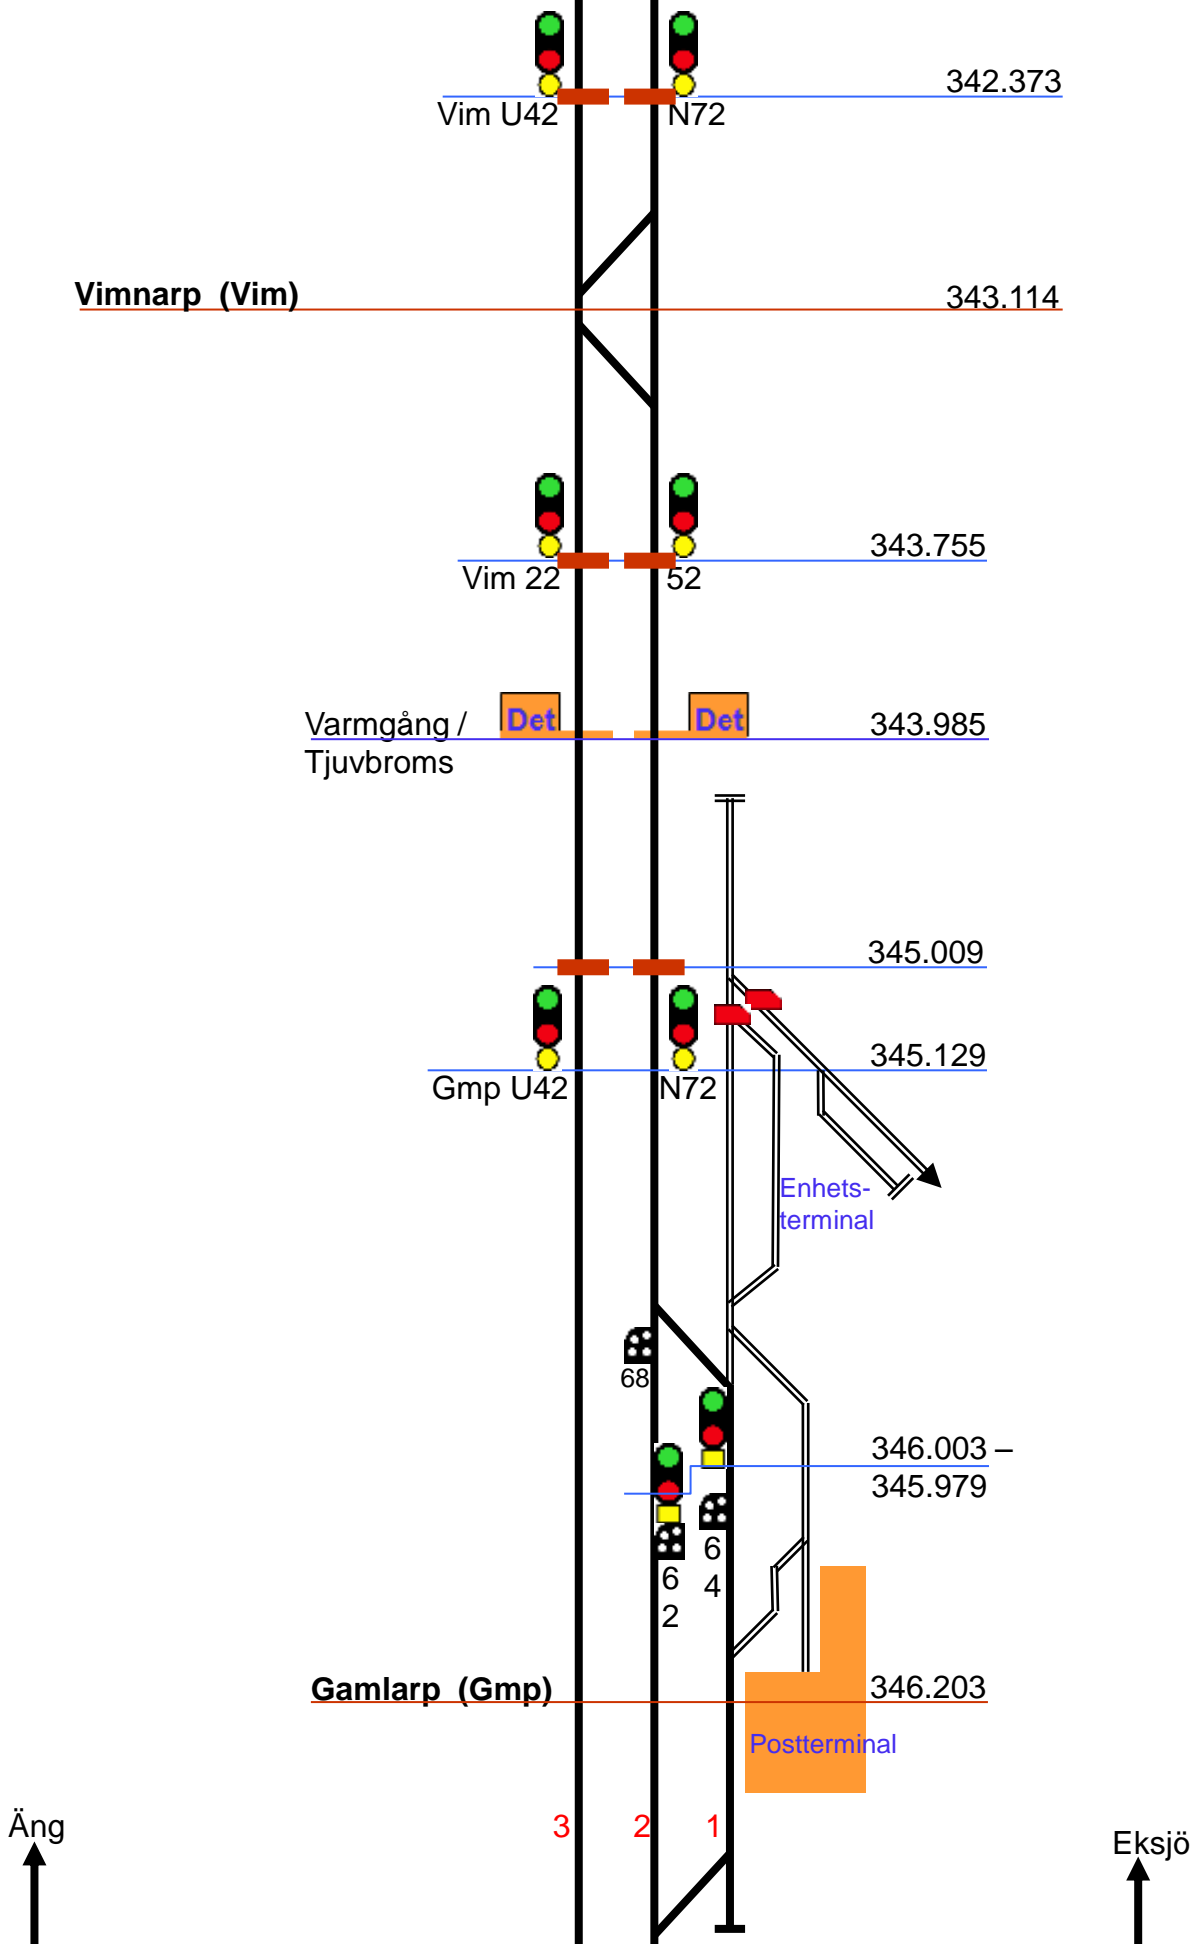 342.373
Vim U42 N72
Vimnarp (Vim) 343.114
343.755
Vim 22 52
Det Det
Varmgång / 343.985
Tjuvbroms
345.009
345.129
Gmp U42 N72
Enhets-
terminal
68
346.003 –
345.979
6
4
6
2
Gamlarp (Gmp) 346.203
Postterminal
3 2 1
Äng
Eksjö